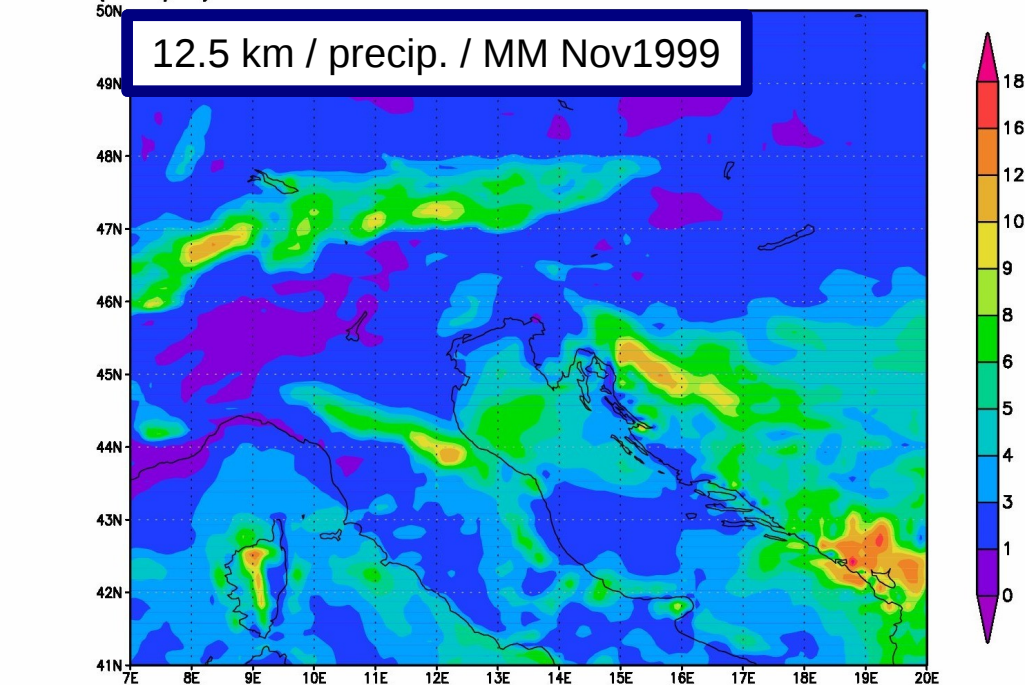 50N
12.5 km / precip. / MM Nov1999
49N
48N
47N
46N
45N
44N
43N
42N
41N
7E 8E 9E 10E 11E 12E 13E 14E 15E 16E 17E 18E 19E 20E
18
16
12
10
9
8
6
5
4
3
1
0